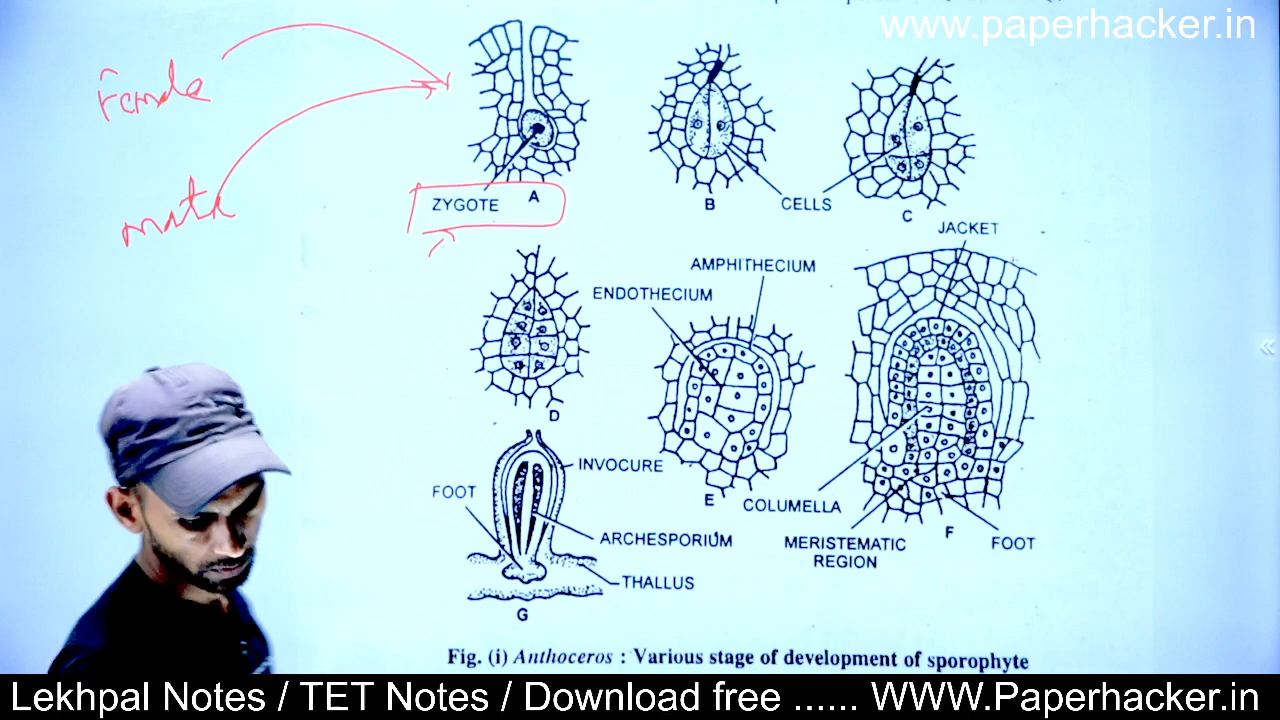 www.paperhacker.in
Female
male
ZYGOTE
A
B
CELLS
C
JACKET
AMPHITHECIUM
ENDOTHECIUM
D
INVOCURE
FOOT
E
COLUMELLA
ARCHESPORIUM
MERISTEMATIC
REGION
F
FOOT
THALLUS
G
Fig. (i) Anthoceros : Various stage of development of sporophyte
Lekhpal Notes / TET Notes / Download free ...... WWW.Paperhacker.in